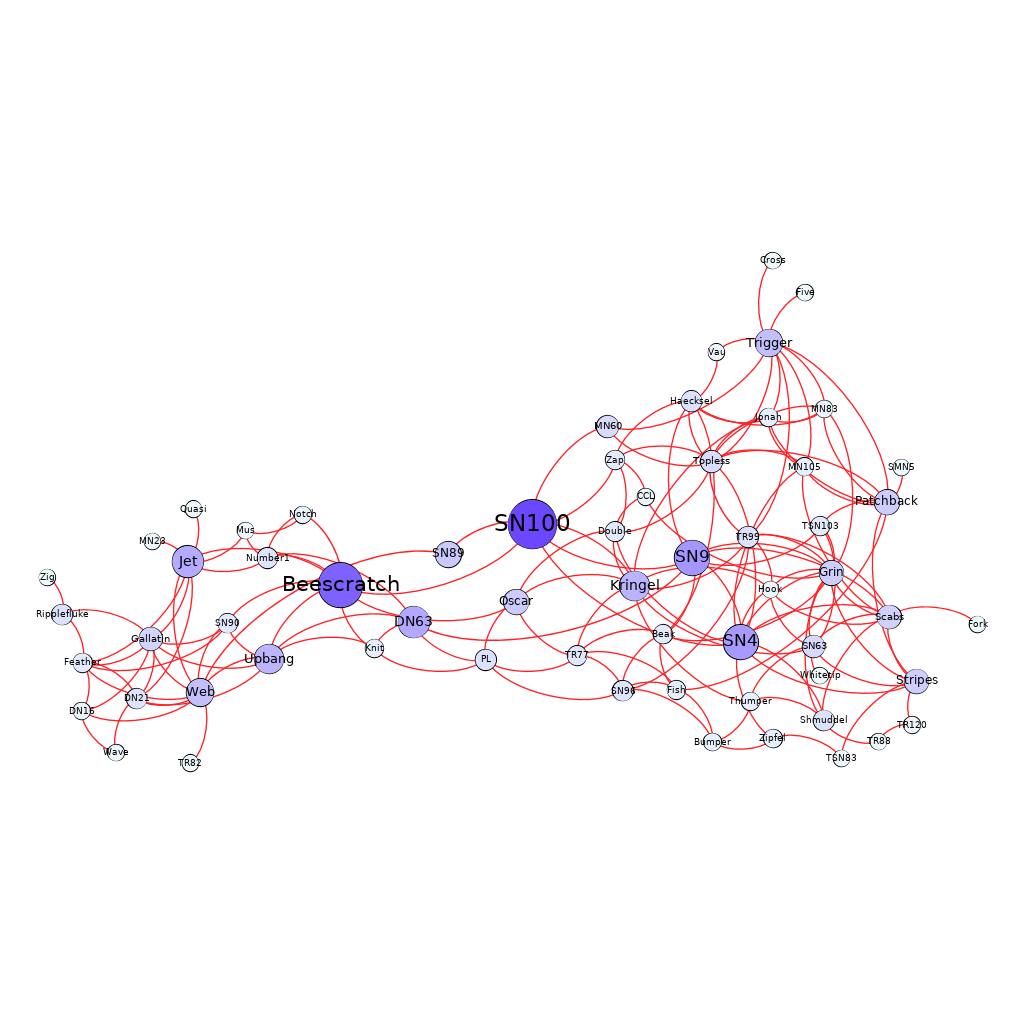 Cross
Five
Trigger
Vau
Haecksel
MN83
Jonah
MN60
Zap
Topless
MN105
SMN5
CCL
Patchback
Quasi
Notch
SN100
TSN103
Mus
Double
TR99
MN23
SN89
Number1
Jet
SN9
Grin
Zig
Beescratch
Kringel
Hook
Oscar
Ripplefluke
SN90
DN63
Scabs
Fork
Gallatin
Beak
SN4
SN63
Knit
Feather
Upbang
PL
TR77
Whitetip
Stripes
DN21
Web
SN96
Fish
Thumper
DN16
Shmuddel
TR120
Wave
Bumper
Zipfel
TR88
TR82
TSN83